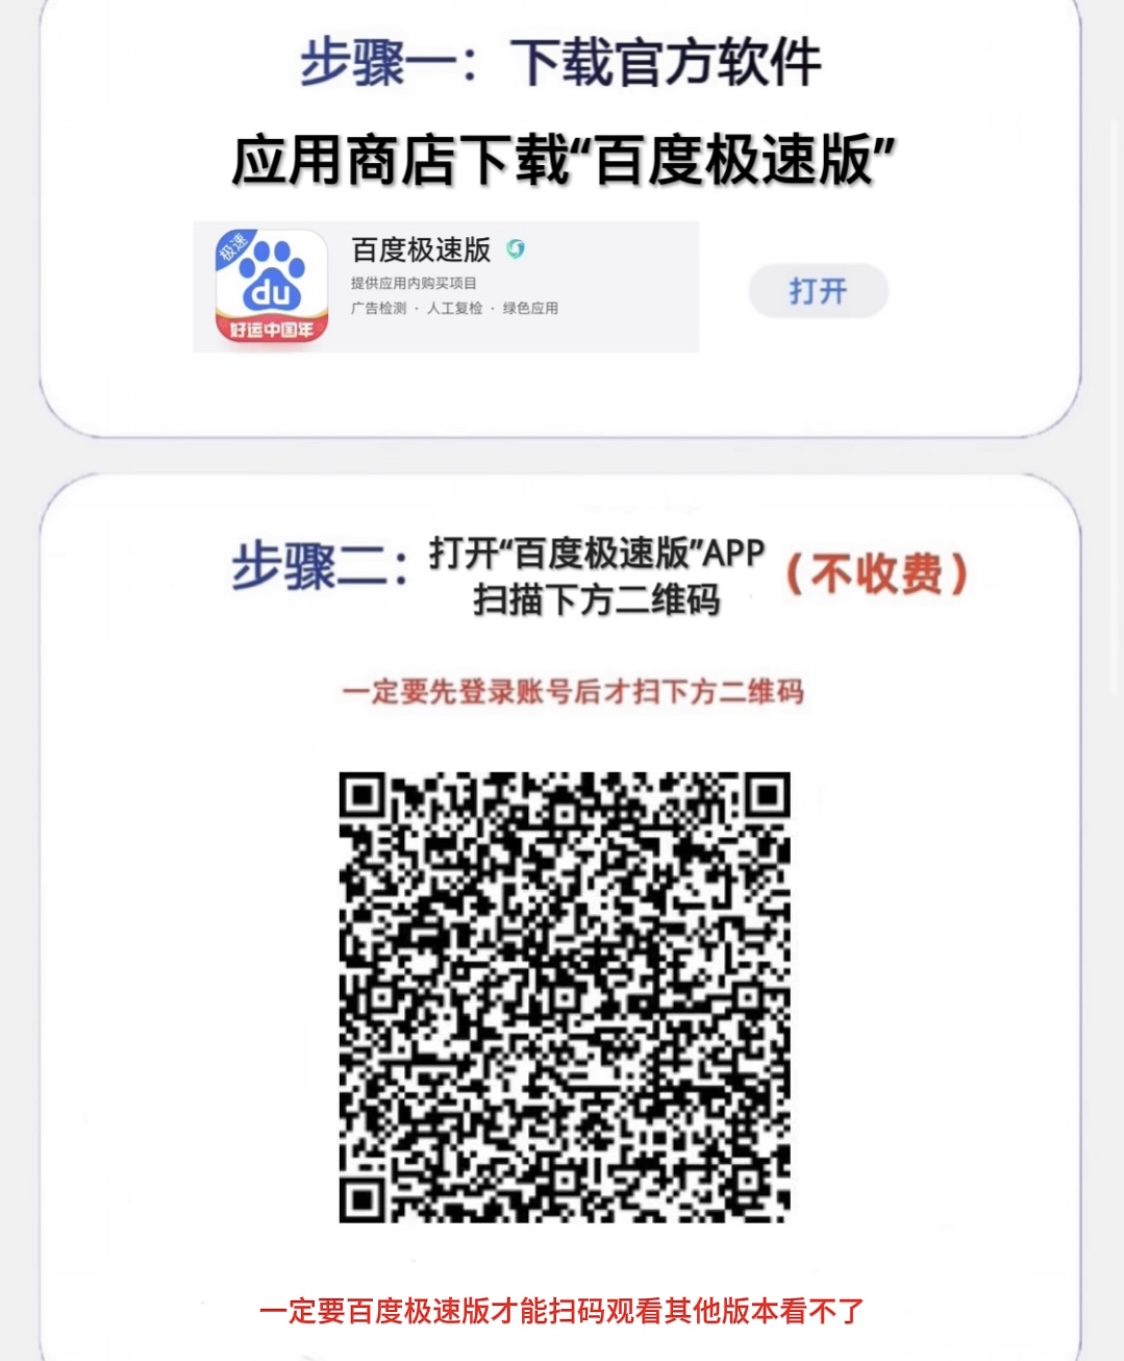 步骤一：下载官方软件
应用商店下载“百度极速版”
极速
du
好运中国年
百度极速版
提供应用内购买项目
广告检测 · 人工复检 · 绿色应用
打开
步骤二：打开“百度极速版”APP
扫描下方二维码
（不收费）
一定要先登录账号后才扫下方二维码
一定要百度极速版才能扫码观看其他版本看不了